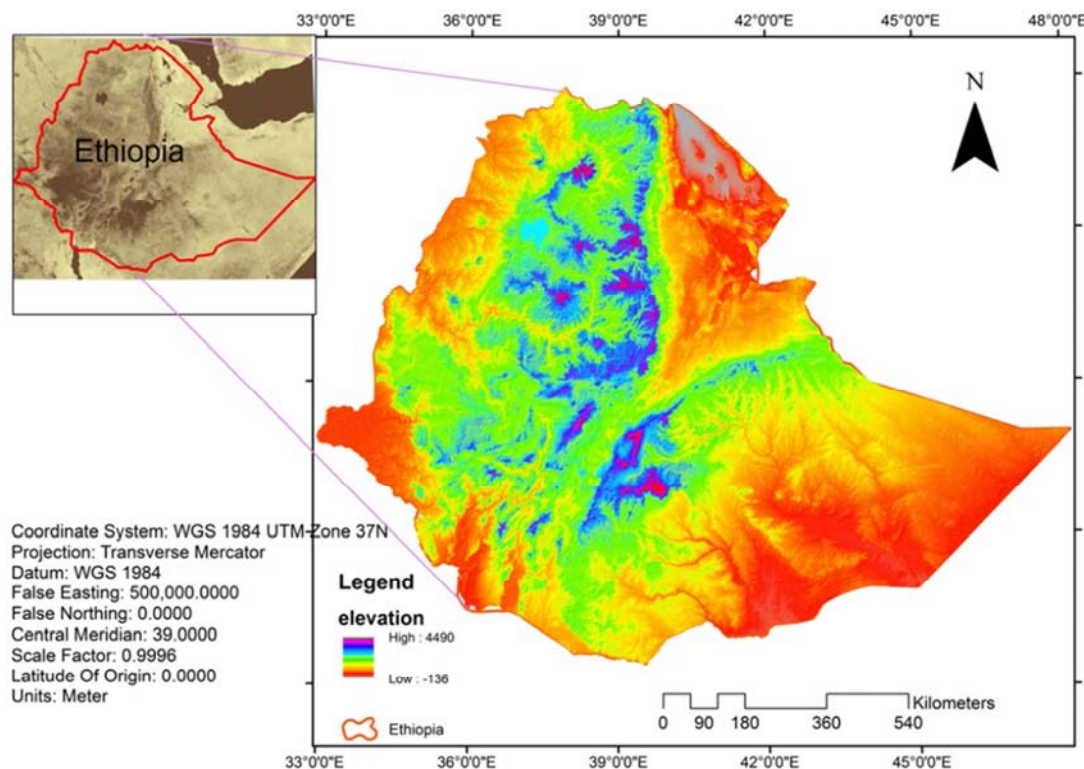 33°0'0"E 36°0'0"E 39°0'0"E 42°0'0"E 45°0'0"E 48°0'0"E
Ethiopia
N
Coordinate System: WGS 1984 UTM Zone 37N
Projection: Transverse Mercator
Datum: WGS 1984
False Easting: 500,000.0000
False Northing: 0.0000
Central Meridian: 39.0000
Scale Factor: 0.9996
Latitude Of Origin: 0.0000
Units: Meter
Legend
elevation
High : 4490
Low : -136
Ethiopia
Kilometers
0 90 180 360 540
33°0'0"E 36°0'0"E 39°0'0"E 42°0'0"E 45°0'0"E